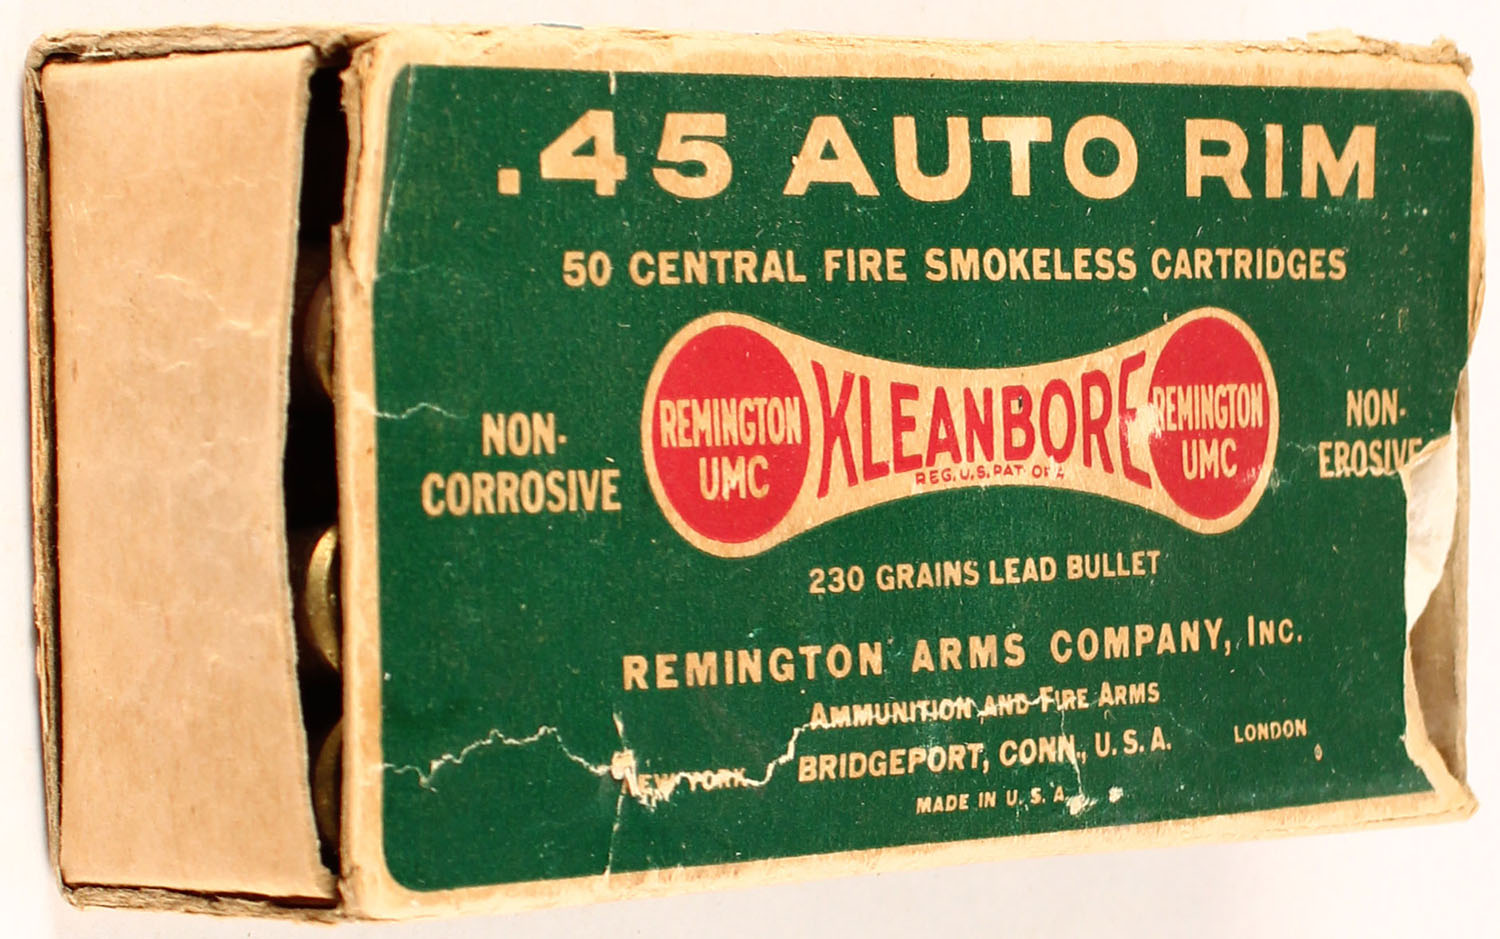 .45 AUTO RIM
50 CENTRAL FIRE SMOKELESS CARTRIDGES
NON-
CORROSIVE
REMINGTON
UMC
KLEANBORE
REG. U.S. PAT. OFF.
REMINGTON
UMC
NON-
EROSIVE
230 GRAINS LEAD BULLET
REMINGTON ARMS COMPANY, INC.
AMMUNITION AND FIRE ARMS
NEW YORK
BRIDGEPORT, CONN., U.S.A.
LONDON
MADE IN U.S.A.